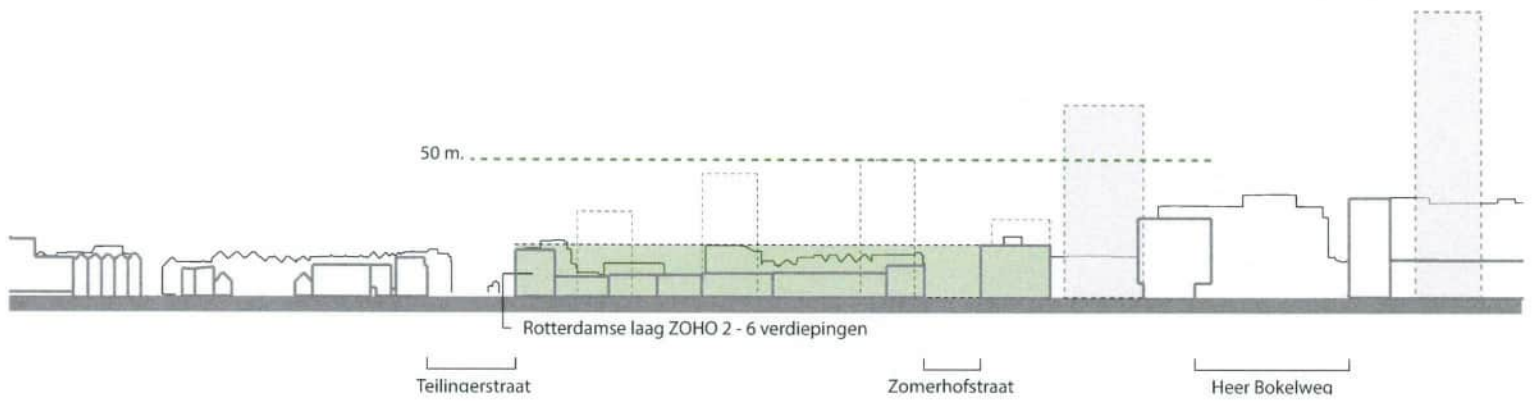 50 m.
Rotterdamse laag ZOHO 2 - 6 verdiepingen
Teilingerstraat
Zomerhofstraat
Heer Bokelweg